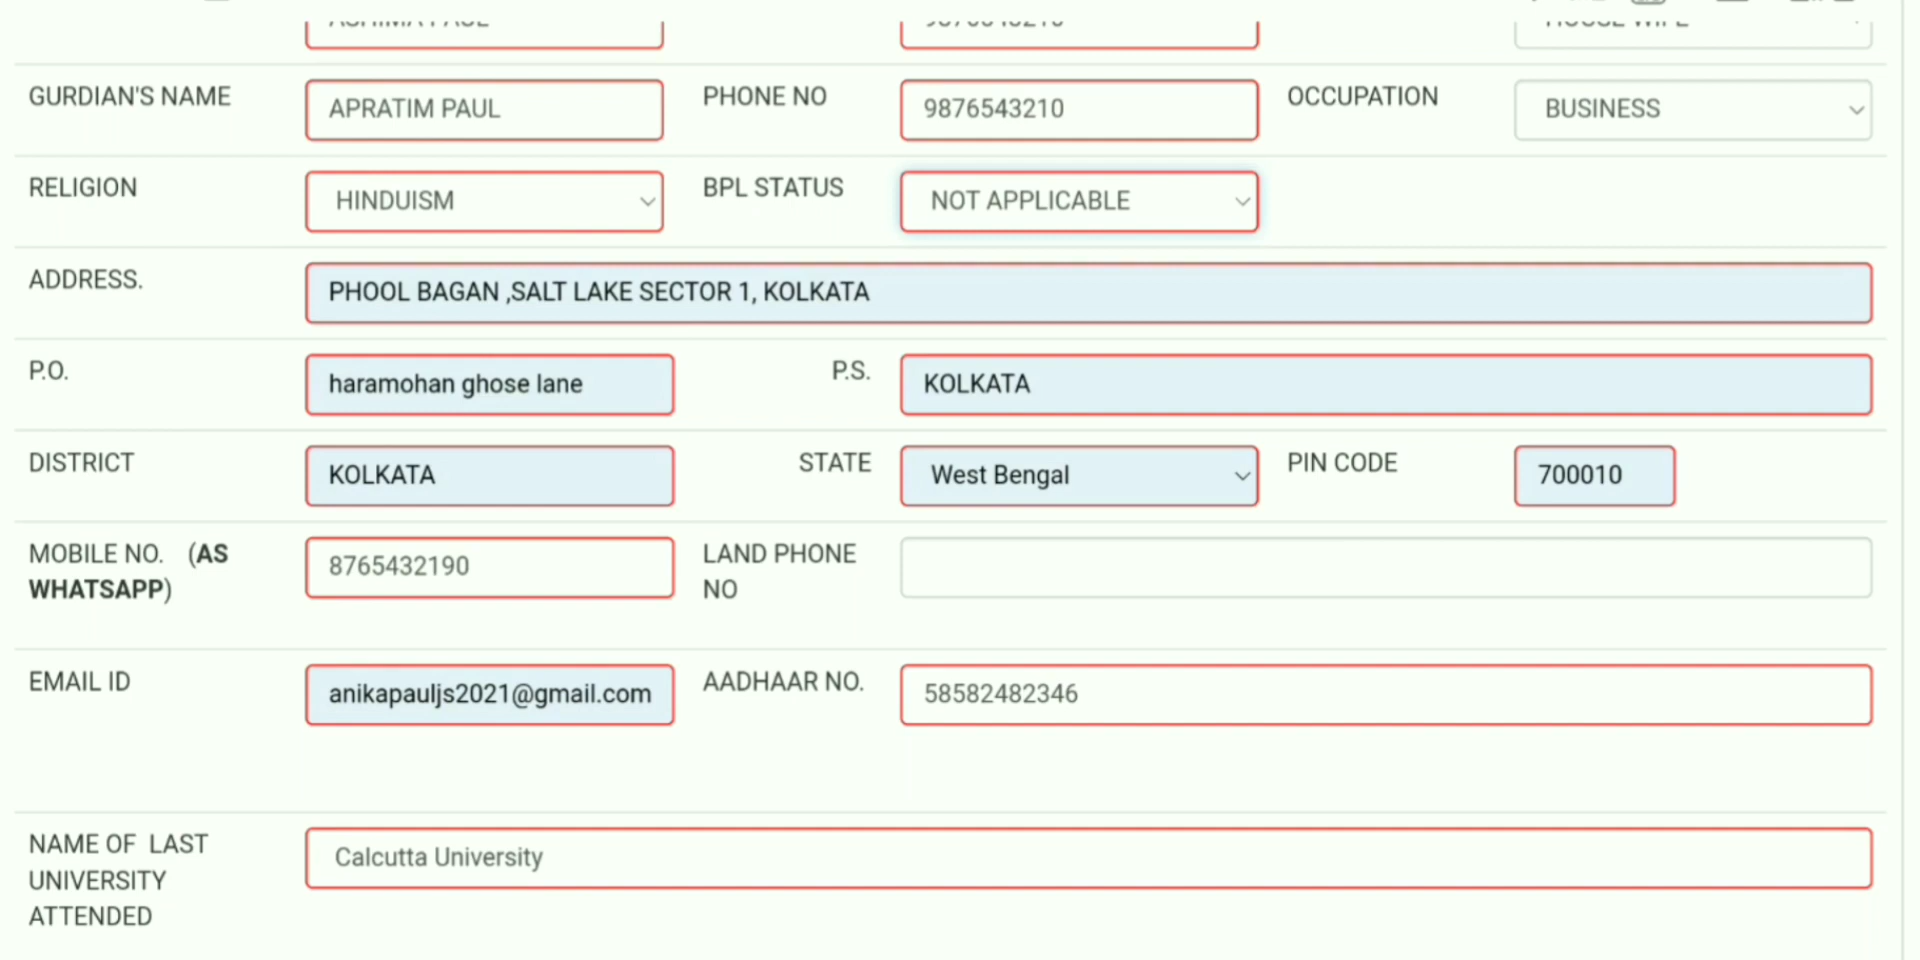 GURDIAN'S NAME APRATIM PAUL PHONE NO 9876543210 OCCUPATION BUSINESS
RELIGION HINDUISM BPL STATUS NOT APPLICABLE
ADDRESS. PHOOL BAGAN ,SALT LAKE SECTOR 1, KOLKATA
P.O. haramohan ghose lane P.S. KOLKATA
DISTRICT KOLKATA STATE West Bengal PIN CODE 700010
MOBILE NO. (AS WHATSAPP) 8765432190 LAND PHONE NO
EMAIL ID anikapauljs2021@gmail.com AADHAAR NO. 58582482346
NAME OF LAST UNIVERSITY ATTENDED Calcutta University